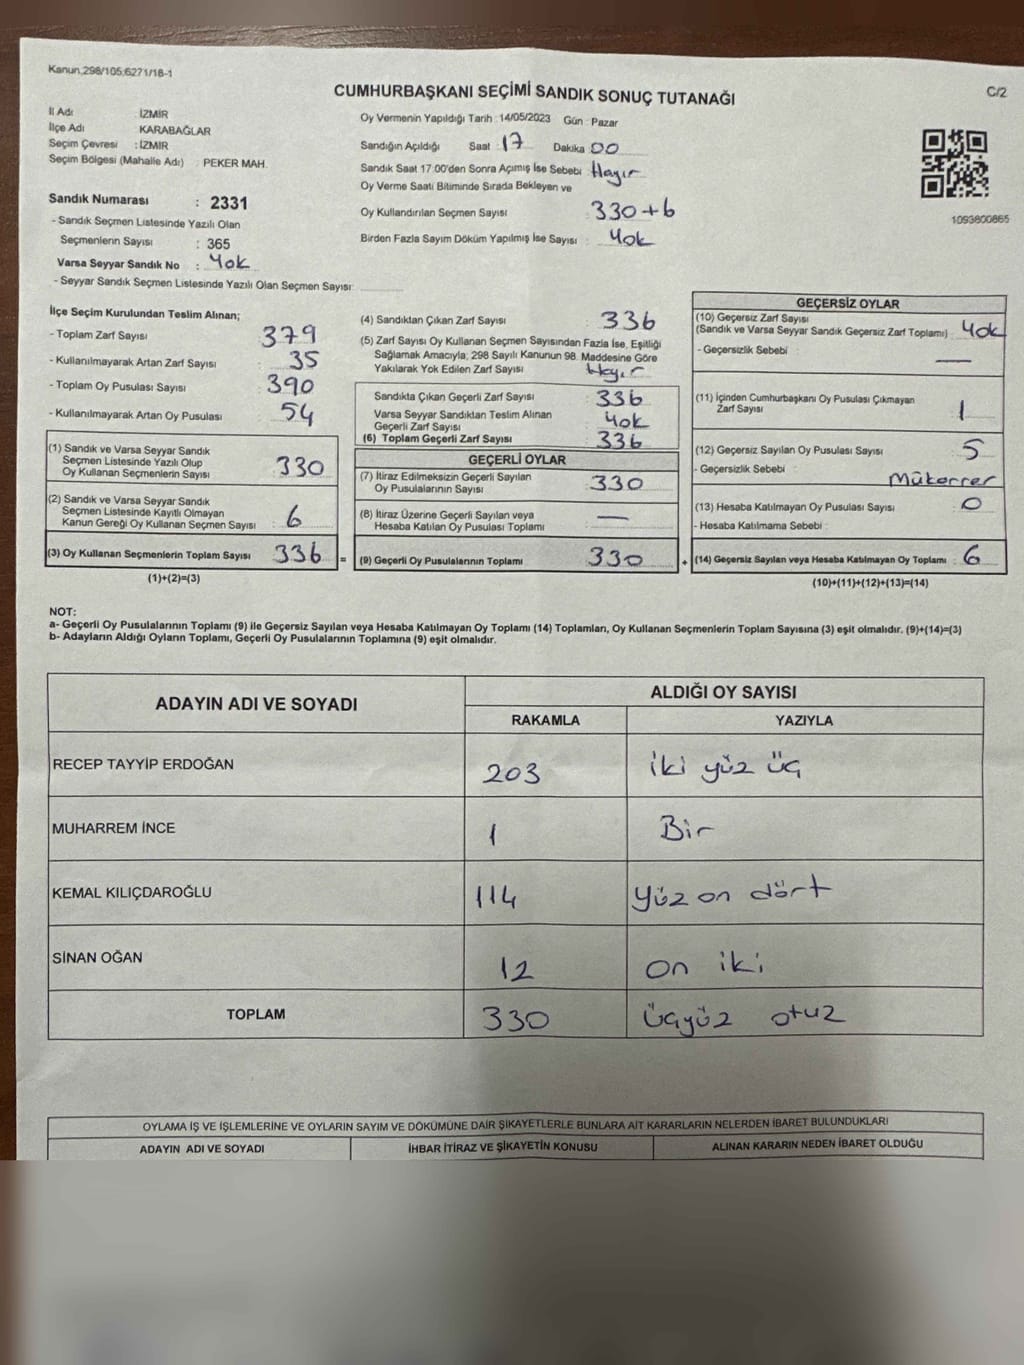 Kanun:298/105;6271/18-1
CUMHURBAŞKANI SEÇİMİ SANDIK SONUÇ TUTANAĞI
C/2
İl Adı : İZMİR
İlçe Adı : KARABAĞLAR
Seçim Çevresi : İZMİR
Seçim Bölgesi (Mahalle Adı) : PEKER MAH.
Oy Vermenin Yapıldığı Tarih : 14/05/2023 Gün : Pazar
Sandığın Açıldığı Saat : 17 Dakika : 00
Sandık Saat 17.00'den Sonra Açımış İse Sebebi : Hayır
Oy Verme Saati Bitiminde Sırada Bekleyen ve
Oy Kullandırılan Seçmen Sayısı : 330+6
Birden Fazla Sayım Döküm Yapılmış İse Sayısı : Yok
1093800865
Sandık Numarası : 2331
- Sandık Seçmen Listesinde Yazılı Olan
Seçmenlerin Sayısı : 365
Varsa Seyyar Sandık No : Yok
- Seyyar Sandık Seçmen Listesinde Yazılı Olan Seçmen Sayısı:
İlçe Seçim Kurulundan Teslim Alınan;
- Toplam Zarf Sayısı : 379
- Kullanılmayarak Artan Zarf Sayısı : 35
- Toplam Oy Pusulası Sayısı : 390
- Kullanılmayarak Artan Oy Pusulası : 54
(1) Sandık ve Varsa Seyyar Sandık
Seçmen Listesinde Yazılı Olup
Oy Kullanan Seçmenlerin Sayısı : 330
(2) Sandık ve Varsa Seyyar Sandık
Seçmen Listesinde Kayıtlı Olmayan
Kanun Gereği Oy Kullanan Seçmen Sayısı : 6
(3) Oy Kullanan Seçmenlerin Toplam Sayısı : 336 =
(1)+(2)=(3)
(4) Sandıktan Çıkan Zarf Sayısı : 336
(5) Zarf Sayısı Oy Kullanan Seçmen Sayısından Fazla İse, Eşitliği
Sağlamak Amacıyla, 298 Sayılı Kanunun 98. Maddesine Göre
Yakılarak Yok Edilen Zarf Sayısı : Hayır
Sandıkta Çıkan Geçerli Zarf Sayısı : 336
Varsa Seyyar Sandıktan Teslim Alınan
Geçerli Zarf Sayısı : Yok
(6) Toplam Geçerli Zarf Sayısı : 336
GEÇERLİ OYLAR
(7) İtiraz Edilmeksizin Geçerli Sayılan
Oy Pusulalarının Sayısı : 330
(8) İtiraz Üzerine Geçerli Sayılan veya
Hesaba Katılan Oy Pusulası Toplamı : —
(9) Geçerli Oy Pusulalarının Toplamı : 330 +
GEÇERSİZ OYLAR
(10) Geçersiz Zarf Sayısı
(Sandık ve Varsa Seyyar Sandık Geçersiz Zarf Toplamı) : Yok
- Geçersizlik Sebebi : —
(11) İçinden Cumhurbaşkanı Oy Pusulası Çıkmayan
Zarf Sayısı : 1
(12) Geçersiz Sayılan Oy Pusulası Sayısı : 5
- Geçersizlik Sebebi : Mükerrer
(13) Hesaba Katılmayan Oy Pusulası Sayısı : 0
- Hesaba Katılmama Sebebi :
(14) Geçersiz Sayılan veya Hesaba Katılmayan Oy Toplamı : 6
(10)+(11)+(12)+(13)=(14)
NOT:
a- Geçerli Oy Pusulalarının Toplamı (9) ile Geçersiz Sayılan veya Hesaba Katılmayan Oy Toplamı (14) Toplamları, Oy Kullanan Seçmenlerin Toplam Sayısına (3) eşit olmalıdır. (9)+(14)=(3)
b- Adayların Aldığı Oyların Toplamı, Geçerli Oy Pusulalarının Toplamına (9) eşit olmalıdır.
ADAYIN ADI VE SOYADI ALDIĞI OY SAYISI
RAKAMLA YAZIYLA
RECEP TAYYİP ERDOĞAN 203 iki yüz üç
MUHARREM İNCE 1 Bir
KEMAL KILIÇDAROĞLU 114 Yüz on dört
SİNAN OĞAN 12 on iki
TOPLAM 330 üçyüz otuz
OYLAMA İŞ VE İŞLEMLERİNE VE OYLARIN SAYIM VE DÖKÜMÜNE DAİR ŞİKAYETLERLE BUNLARA AİT KARARLARIN NELERDEN İBARET BULUNDUKLARI
ADAYIN ADI VE SOYADI İHBAR İTİRAZ VE ŞİKAYETİN KONUSU ALINAN KARARIN NEDEN İBARET OLDUĞU